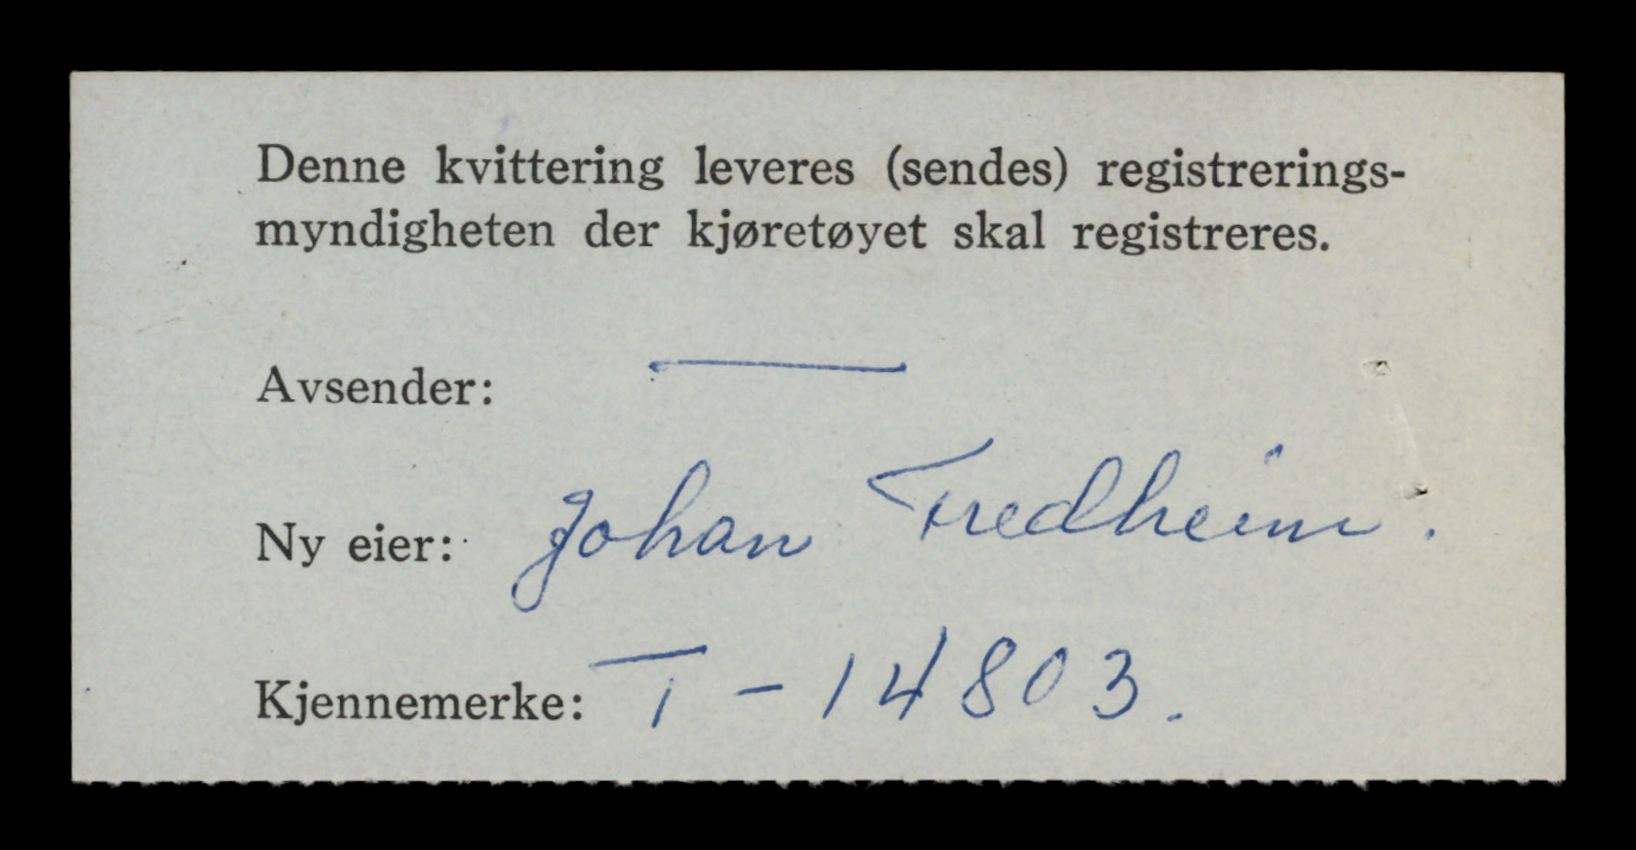 Denne kvittering leveres (sendes) registrerings-
myndigheten der kjøretøyet skal registreres.
Avsender: —
Ny eier: Johan Fredheim.
Kjennemerke: T-14803.